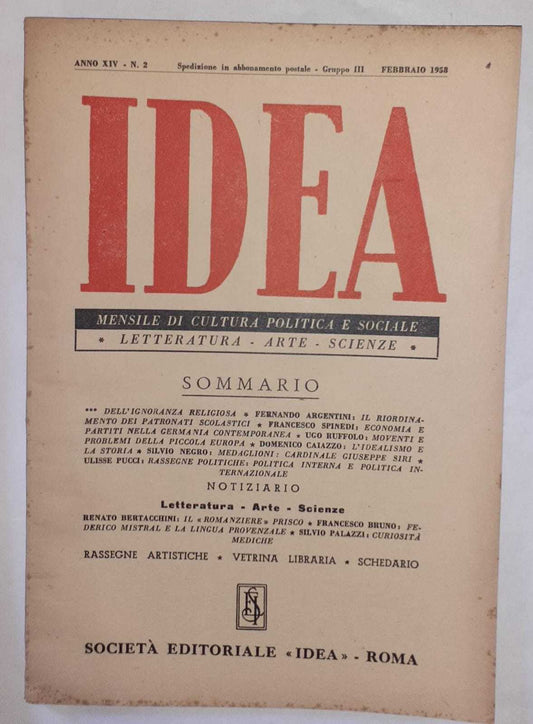 ANNO XIV - N. 2 Spedizione in abbonamento postale - Gruppo III FEBBRAIO 1958
IDEA
MENSILE DI CULTURA POLITICA E SOCIALE
* LETTERATURA - ARTE - SCIENZE *
SOMMARIO
*** DELL'IGNORANZA RELIGIOSA ★ FERNANDO ARGENTINI: IL RIORDINA-
MENTO DEI PATRONATI SCOLASTICI ★ FRANCESCO SPINEDI: ECONOMIA E
PARTITI NELLA GERMANIA CONTEMPORANEA ★ UGO RUFFOLO: MOVENTI E
PROBLEMI DELLA PICCOLA EUROPA ★ DOMENICO CAIAZZO: L'IDEALISMO E
LA STORIA ★ SILVIO NEGRO: MEDAGLIONI: CARDINALE GIUSEPPE SIRI ★
ULISSE PUCCI: RASSEGNE POLITICHE: POLITICA INTERNA E POLITICA IN-
TERNAZIONALE
NOTIZIARIO
Letteratura - Arte - Scienze
RENATO BERTACCHINI: IL «ROMANZIERE» PRISCO ★ FRANCESCO BRUNO: FE-
DERICO MISTRAL E LA LINGUA PROVENZALE ★ SILVIO PALAZZI: CURIOSITÀ
MEDICHE
RASSEGNE ARTISTICHE ★ VETRINA LIBRARIA ★ SCHEDARIO
SOCIETÀ EDITORIALE «IDEA» - ROMA